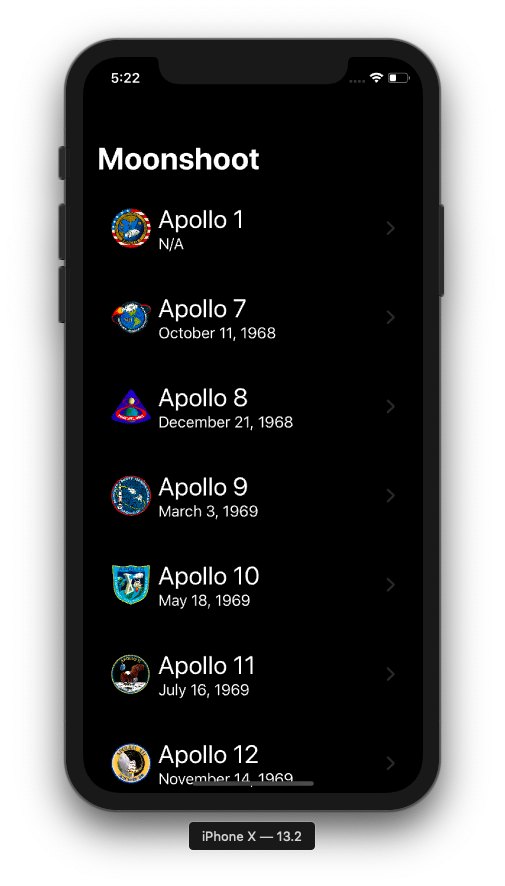 5:22
Moonshoot
Apollo 1
N/A
Apollo 7
October 11, 1968
Apollo 8
December 21, 1968
Apollo 9
March 3, 1969
Apollo 10
May 18, 1969
Apollo 11
July 16, 1969
Apollo 12
November 14, 1969
iPhone X — 13.2